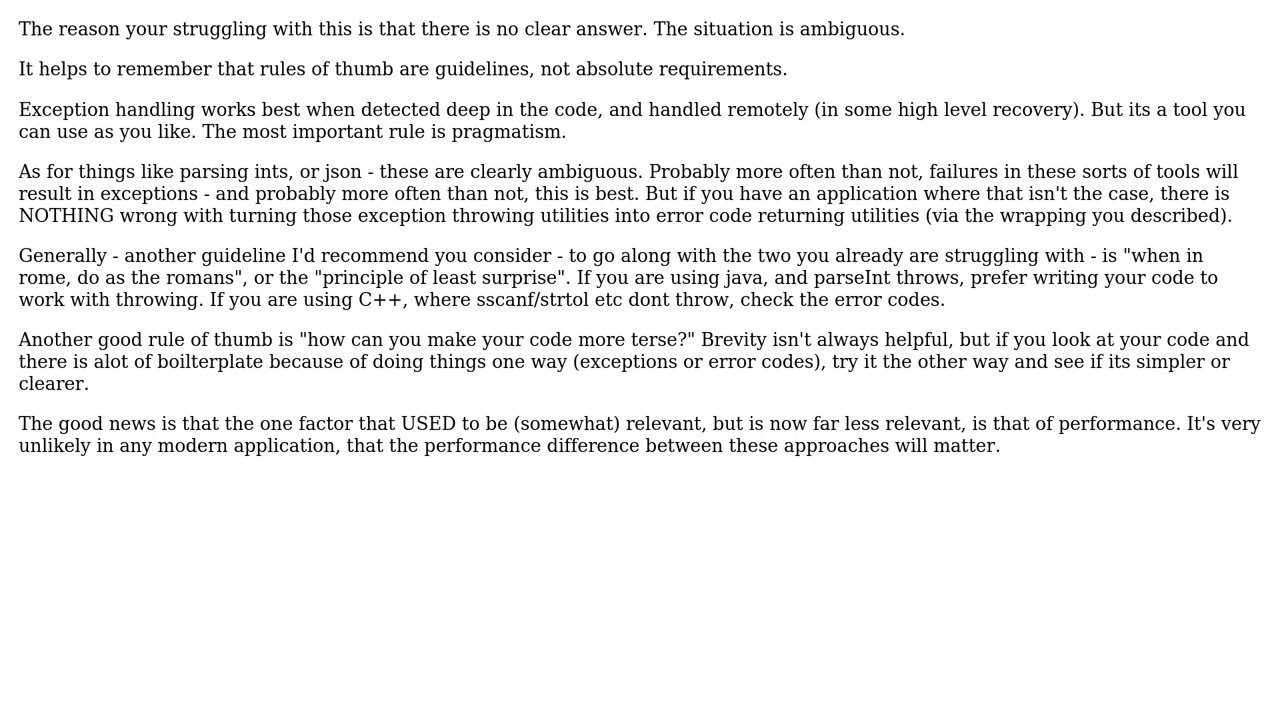 The reason your struggling with this is that there is no clear answer. The situation is ambiguous.
It helps to remember that rules of thumb are guidelines, not absolute requirements.
Exception handling works best when detected deep in the code, and handled remotely (in some high level recovery). But its a tool you
can use as you like. The most important rule is pragmatism.
As for things like parsing ints, or json - these are clearly ambiguous. Probably more often than not, failures in these sorts of tools will
result in exceptions - and probably more often than not, this is best. But if you have an application where that isn't the case, there is
NOTHING wrong with turning those exception throwing utilities into error code returning utilities (via the wrapping you described).
Generally - another guideline I'd recommend you consider - to go along with the two you already are struggling with - is "when in
rome, do as the romans", or the "principle of least surprise". If you are using java, and parseInt throws, prefer writing your code to
work with throwing. If you are using C++, where sscanf/strtol etc dont throw, check the error codes.
Another good rule of thumb is "how can you make your code more terse?" Brevity isn't always helpful, but if you look at your code and
there is alot of boilterplate because of doing things one way (exceptions or error codes), try it the other way and see if its simpler or
clearer.
The good news is that the one factor that USED to be (somewhat) relevant, but is now far less relevant, is that of performance. It's very
unlikely in any modern application, that the performance difference between these approaches will matter.